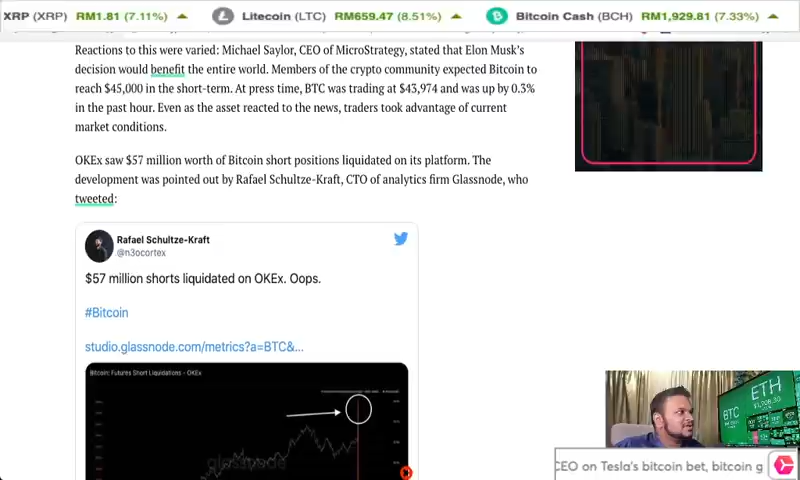 XRP (XRP) RM1.81 (7.11%) Litecoin (LTC) RM659.47 (8.51%) Bitcoin Cash (BCH) RM1,929.81 (7.33%)
Reactions to this were varied: Michael Saylor, CEO of MicroStrategy, stated that Elon Musk's
decision would benefit the entire world. Members of the crypto community expected Bitcoin to
reach $45,000 in the short-term. At press time, BTC was trading at $43,974 and was up by 0.3%
in the past hour. Even as the asset reacted to the news, traders took advantage of current
market conditions.
OKEx saw $57 million worth of Bitcoin short positions liquidated on its platform. The
development was pointed out by Rafael Schultze-Kraft, CTO of analytics firm Glassnode, who
tweeted:
Rafael Schultze-Kraft
@n3ocortex
$57 million shorts liquidated on OKEx. Oops.
#Bitcoin
studio.glassnode.com/metrics?a=BTC&...
Bitcoin: Futures Short Liquidations - OKEx
glassnode
ETH
BTC
CEO on Tesla's bitcoin bet, bitcoin g